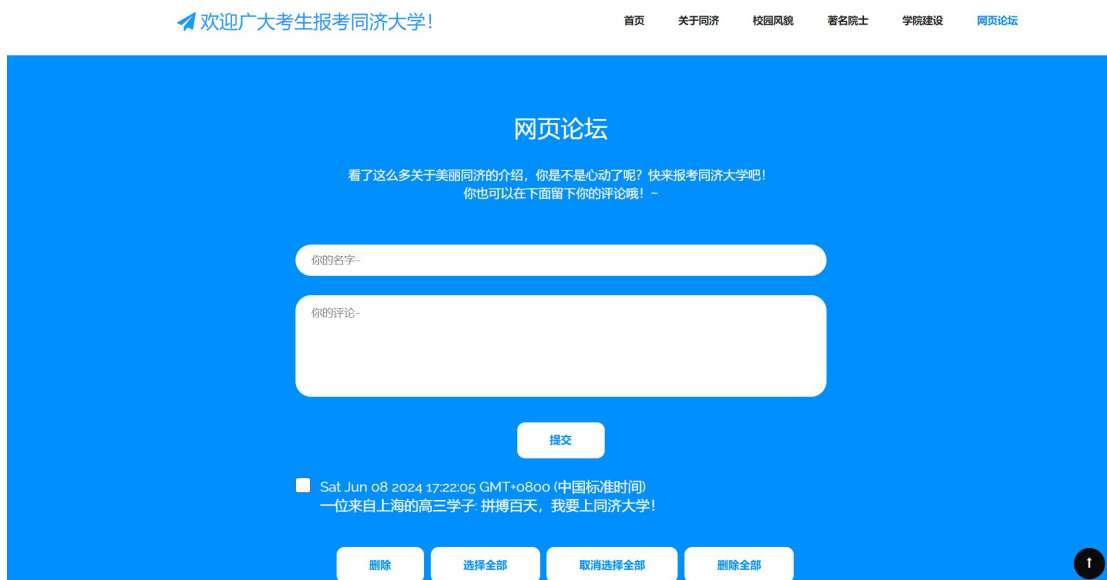 欢迎广大考生报考同济大学！
首页 关于同济 校园风貌 著名院士 学院建设 网页论坛
网页论坛
看了这么多关于美丽同济的介绍，你是不是心动了呢？快来报考同济大学吧！
你也可以在下面留下你的评论哦！~
你的名字~
你的评论~
提交
Sat Jun 08 2024 17:22:05 GMT+0800 (中国标准时间)
一位来自上海的高三学子: 拼搏百天，我要上同济大学！
删除 选择全部 取消选择全部 删除全部